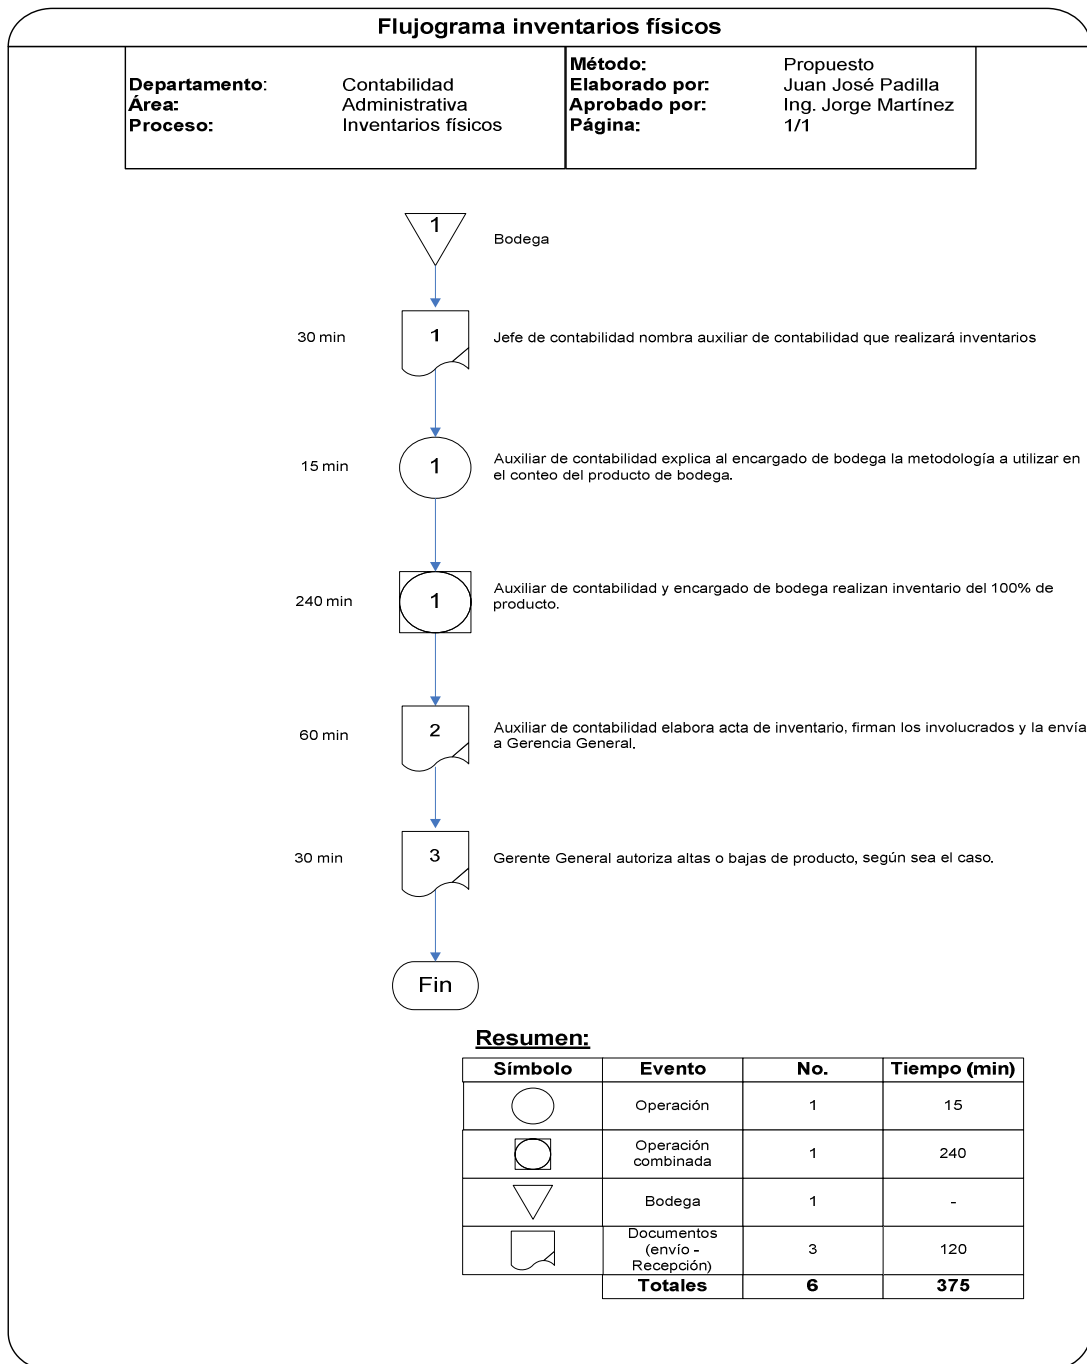 Flujograma inventarios físicos
Departamento: Contabilidad
Área: Administrativa
Proceso: Inventarios físicos
Método: Propuesto
Elaborado por: Juan José Padilla
Aprobado por: Ing. Jorge Martínez
Página: 1/1
1
Bodega
30 min
1
Jefe de contabilidad nombra auxiliar de contabilidad que realizará inventarios
15 min
1
Auxiliar de contabilidad explica al encargado de bodega la metodología a utilizar en
el conteo del producto de bodega.
240 min
1
Auxiliar de contabilidad y encargado de bodega realizan inventario del 100% de
producto.
60 min
2
Auxiliar de contabilidad elabora acta de inventario, firman los involucrados y la envía
a Gerencia General.
30 min
3
Gerente General autoriza altas o bajas de producto, según sea el caso.
Fin
Resumen:
Símbolo Evento No. Tiempo (min)
Operación 1 15
Operación
combinada 1 240
Bodega 1 -
Documentos
(envío -
Recepción) 3 120
Totales 6 375